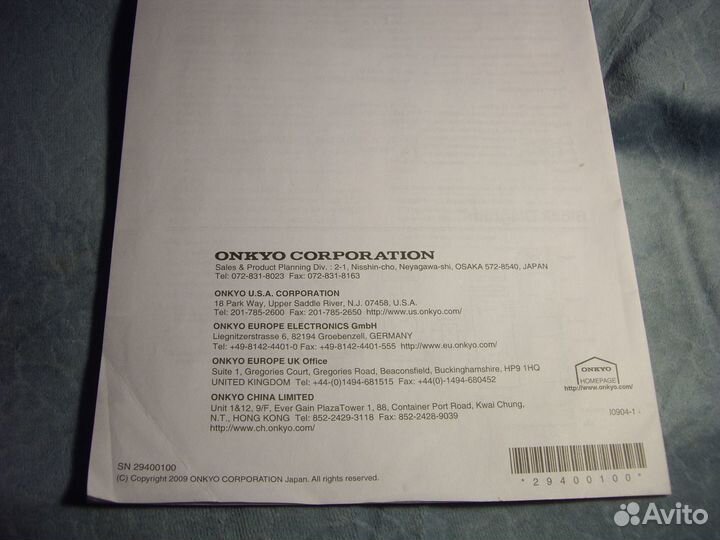 ONKYO CORPORATION
Sales & Product Planning Div. : 2-1, Nisshin-cho, Neyagawa-shi, OSAKA 572-8540, JAPAN
Tel: 072-831-8023 Fax: 072-831-8163
ONKYO U.S.A. CORPORATION
18 Park Way, Upper Saddle River, N.J. 07458, U.S.A.
Tel: 201-785-2600 Fax: 201-785-2650 http://www.us.onkyo.com/
ONKYO EUROPE ELECTRONICS GmbH
Liegnitzerstrasse 6, 82194 Groebenzell, GERMANY
Tel: +49-8142-4401-0 Fax: +49-8142-4401-555 http://www.eu.onkyo.com/
ONKYO EUROPE UK Office
Suite 1, Gregories Court, Gregories Road, Beaconsfield, Buckinghamshire, HP9 1HQ
UNITED KINGDOM Tel: +44-(0)1494-681515 Fax: +44(0)-1494-680452
ONKYO CHINA LIMITED
Unit 1&12, 9/F, Ever Gain PlazaTower 1, 88, Container Port Road, Kwai Chung,
N.T., HONG KONG Tel: 852-2429-3118 Fax: 852-2428-9039
http://www.ch.onkyo.com/
ONKYO
HOMEPAGE
http://www.onkyo.com/
I0904-1
SN 29400100
(C) Copyright 2009 ONKYO CORPORATION Japan. All rights reserved.
*29400100*
Avito